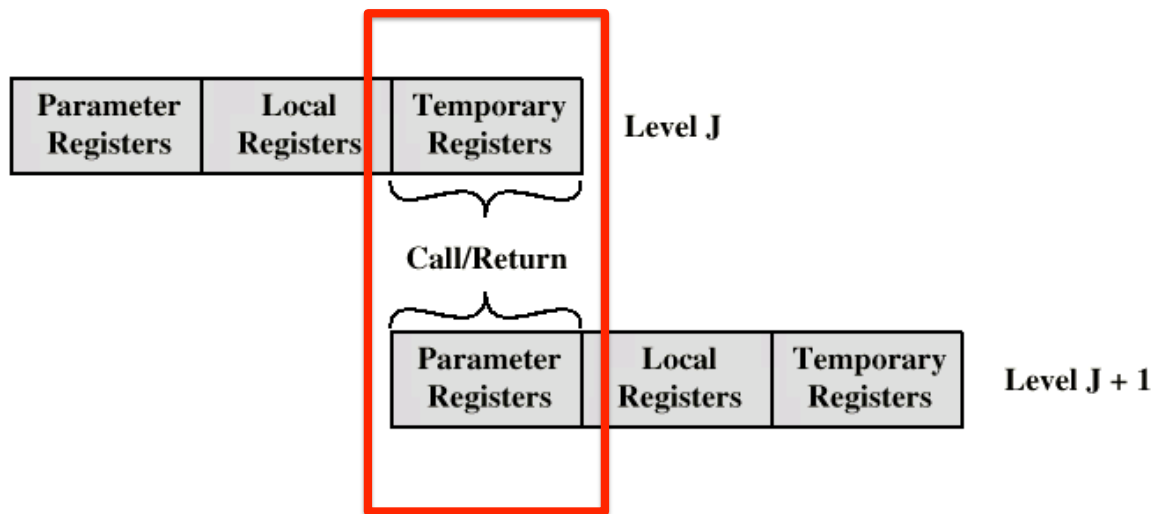 Parameter
Registers
Local
Registers
Temporary
Registers
Level J
Call/Return
Parameter
Registers
Local
Registers
Temporary
Registers
Level J + 1